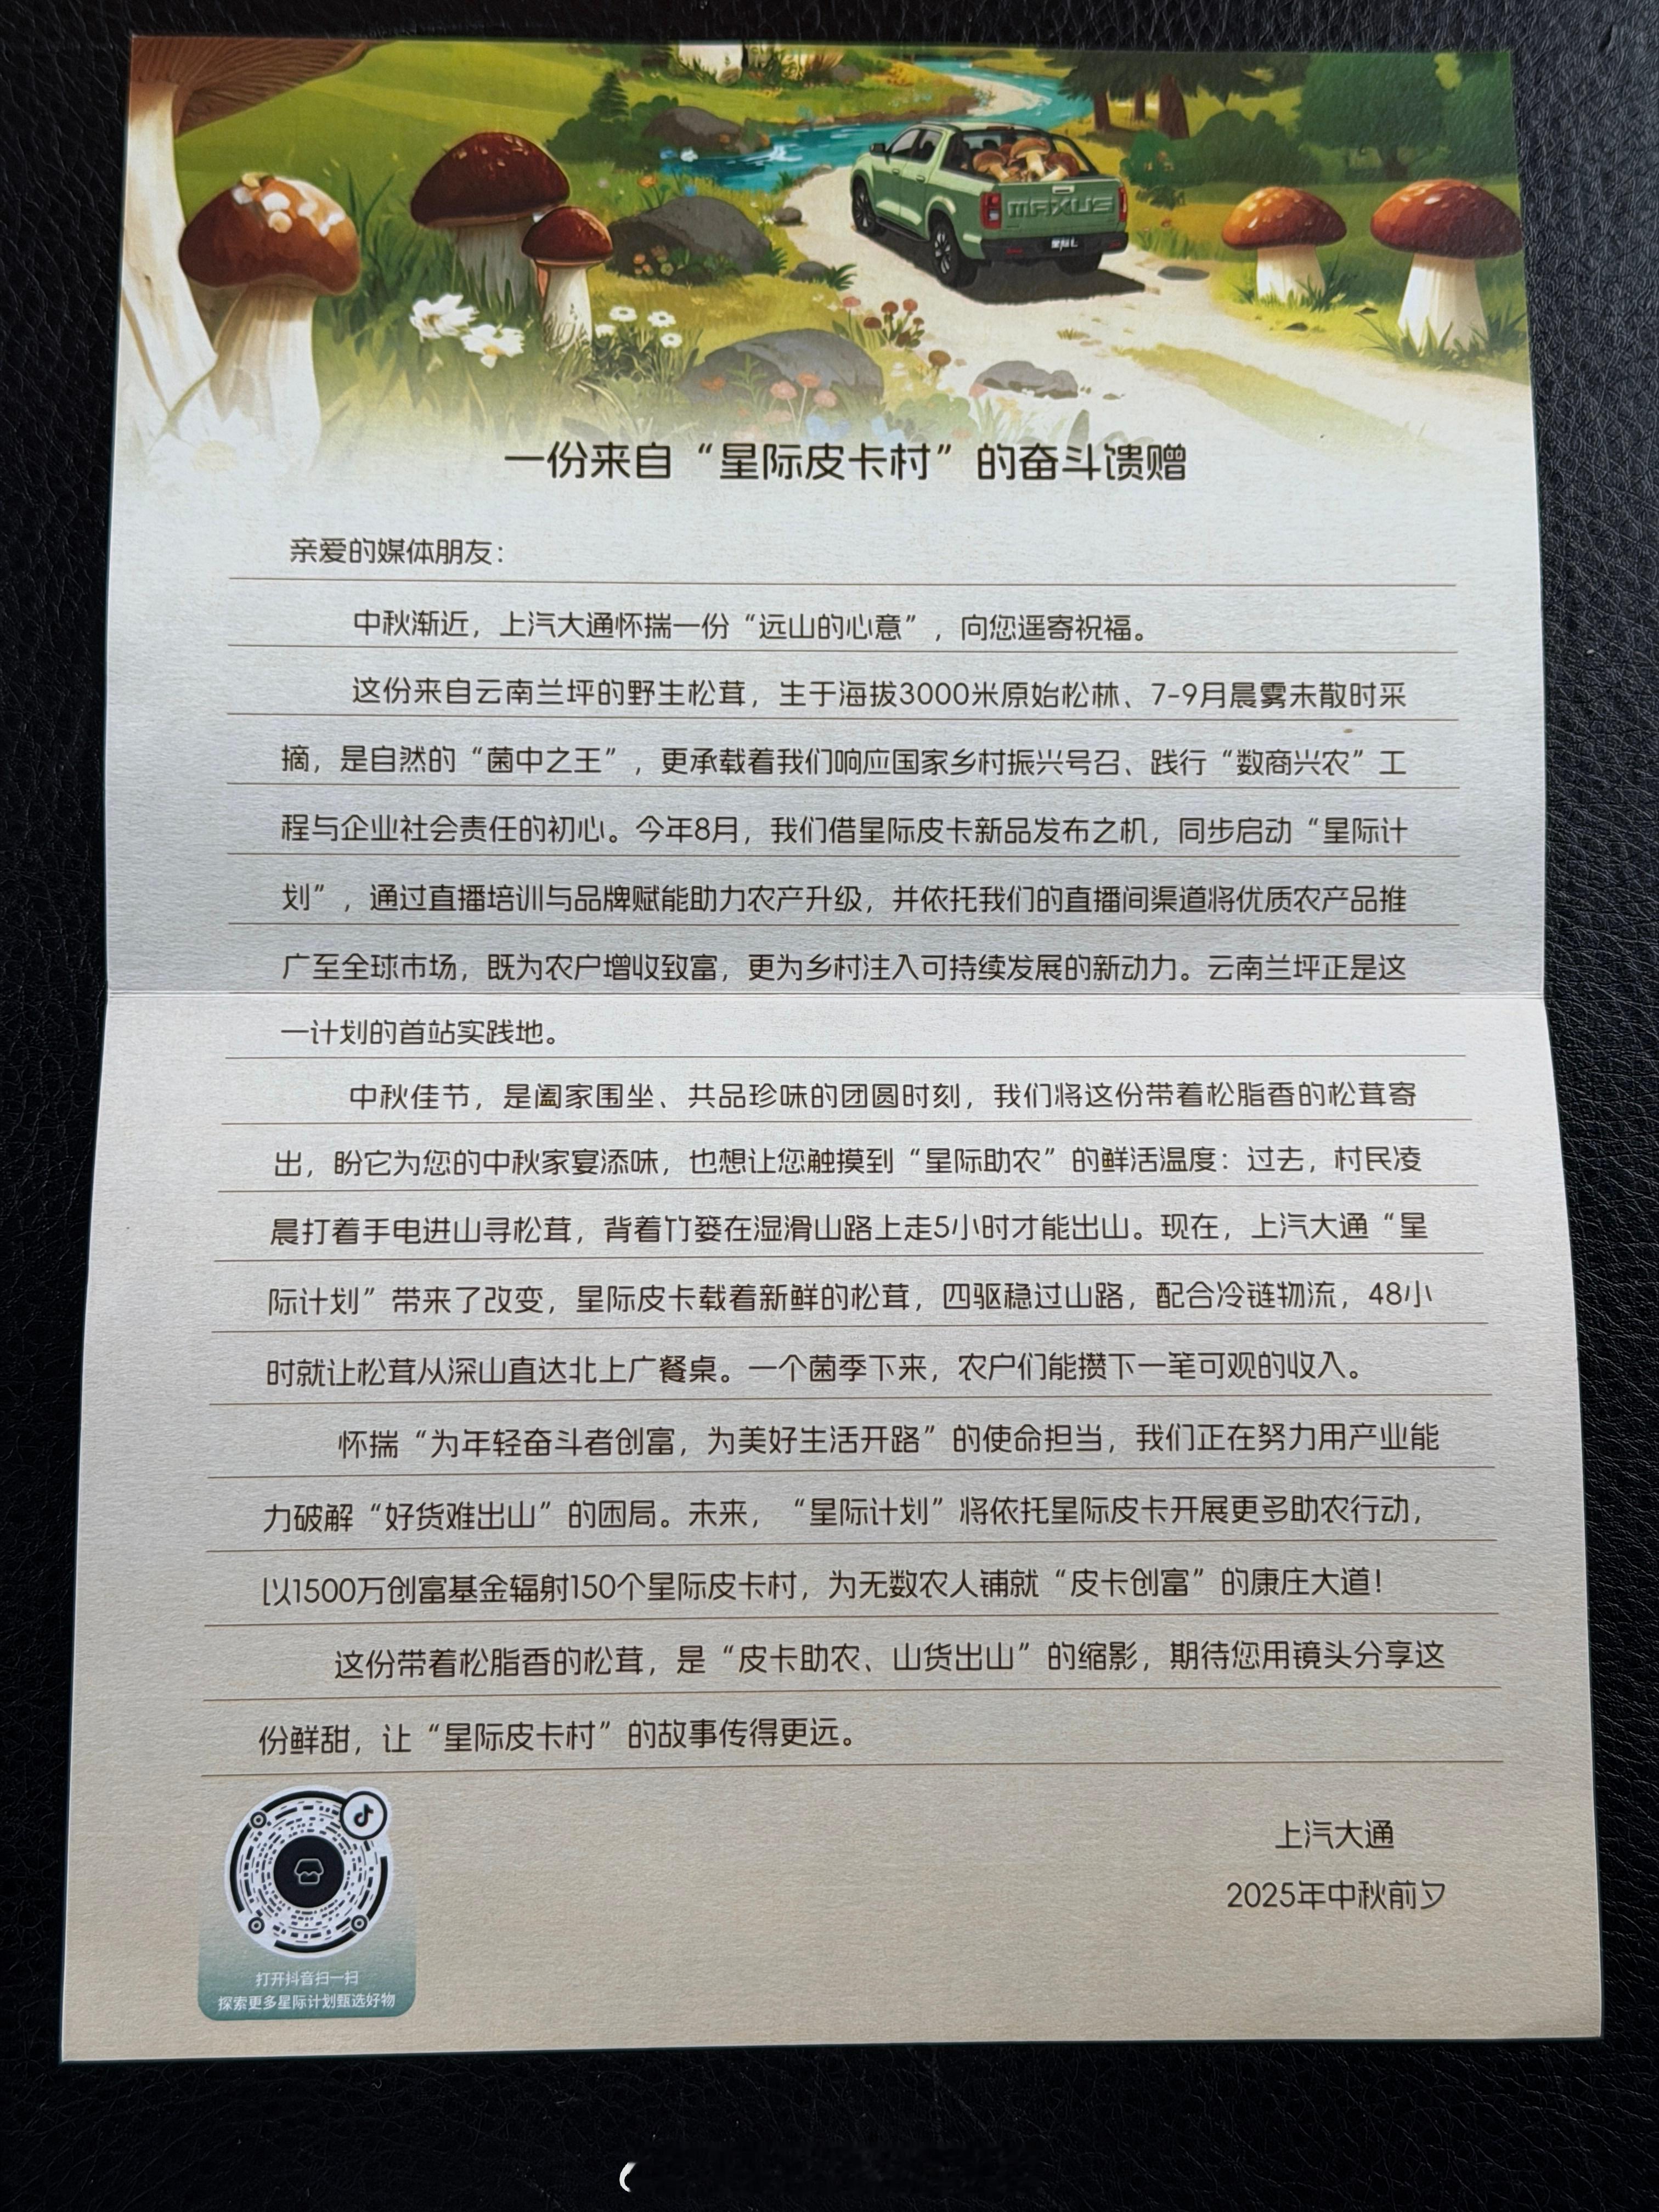 MAXUS
一份来自“星际皮卡村”的奋斗馈赠
亲爱的媒体朋友：
中秋渐近，上汽大通怀揣一份“远山的心意”，向您遥寄祝福。
这份来自云南兰坪的野生松茸，生于海拔3000米原始松林、7-9月晨雾未散时采
摘，是自然的“菌中之王”，更承载着我们响应国家乡村振兴号召、践行“数商兴农”工
程与企业社会责任的初心。今年8月，我们借星际皮卡新品发布之机，同步启动“星际计
划”，通过直播培训与品牌赋能助力农产升级，并依托我们的直播间渠道将优质农产品推
广至全球市场，既为农户增收致富，更为乡村注入可持续发展的新动力。云南兰坪正是这
一计划的首站实践地。
中秋佳节，是阖家围坐、共品珍味的团圆时刻，我们将这份带着松脂香的松茸寄
出，盼它为您的中秋家宴添味，也想让您触摸到“星际助农”的鲜活温度：过去，村民凌
晨打着手电进山寻松茸，背着竹篓在湿滑山路上走5小时才能出山。现在，上汽大通“星
际计划”带来了改变，星际皮卡载着新鲜的松茸，四驱稳过山路，配合冷链物流，48小
时就让松茸从深山直达北上广餐桌。一个菌季下来，农户们能攒下一笔可观的收入。
怀揣“为年轻奋斗者创富，为美好生活开路”的使命担当，我们正在努力用产业能
力破解“好货难出山”的困局。未来，“星际计划”将依托星际皮卡开展更多助农行动，
以1500万创富基金辐射150个星际皮卡村，为无数农人铺就“皮卡创富”的康庄大道！
这份带着松脂香的松茸，是“皮卡助农、山货出山”的缩影，期待您用镜头分享这
份鲜甜，让“星际皮卡村”的故事传得更远。
上汽大通
2025年中秋前夕
打开抖音扫一扫
探索更多星际计划甄选好物